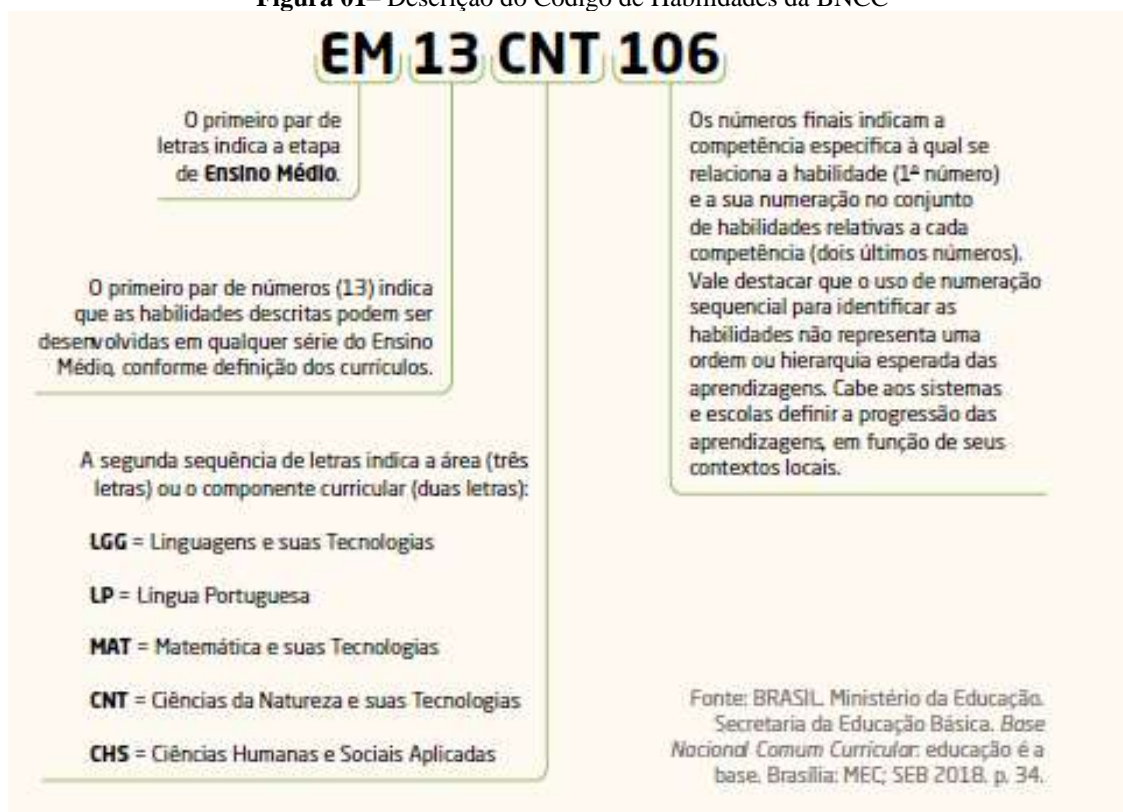 Figura 01– Descrição do Código de Habilidades da BNCC
EM 13 CNT 106
O primeiro par de
letras indica a etapa
de Ensino Médio.
O primeiro par de números (13) indica
que as habilidades descritas podem ser
desenvolvidas em qualquer série do Ensino
Médio, conforme definição dos currículos.
A segunda sequência de letras indica a área (três
letras) ou o componente curricular (duas letras):
LGG = Linguagens e suas Tecnologias
LP = Língua Portuguesa
MAT = Matemática e suas Tecnologias
CNT = Ciências da Natureza e suas Tecnologias
CHS = Ciências Humanas e Sociais Aplicadas
Os números finais indicam a
competência específica à qual se
relaciona a habilidade (1º número)
e a sua numeração no conjunto
de habilidades relativas a cada
competência (dois últimos números).
Vale destacar que o uso de numeração
sequencial para identificar as
habilidades não representa uma
ordem ou hierarquia esperada das
aprendizagens. Cabe aos sistemas
e escolas definir a progressão das
aprendizagens, em função de seus
contextos locais.
Fonte: BRASIL. Ministério da Educação.
Secretaria da Educação Básica. Base
Nacional Comum Curricular: educação é a
base. Brasília: MEC; SEB 2018. p. 34.